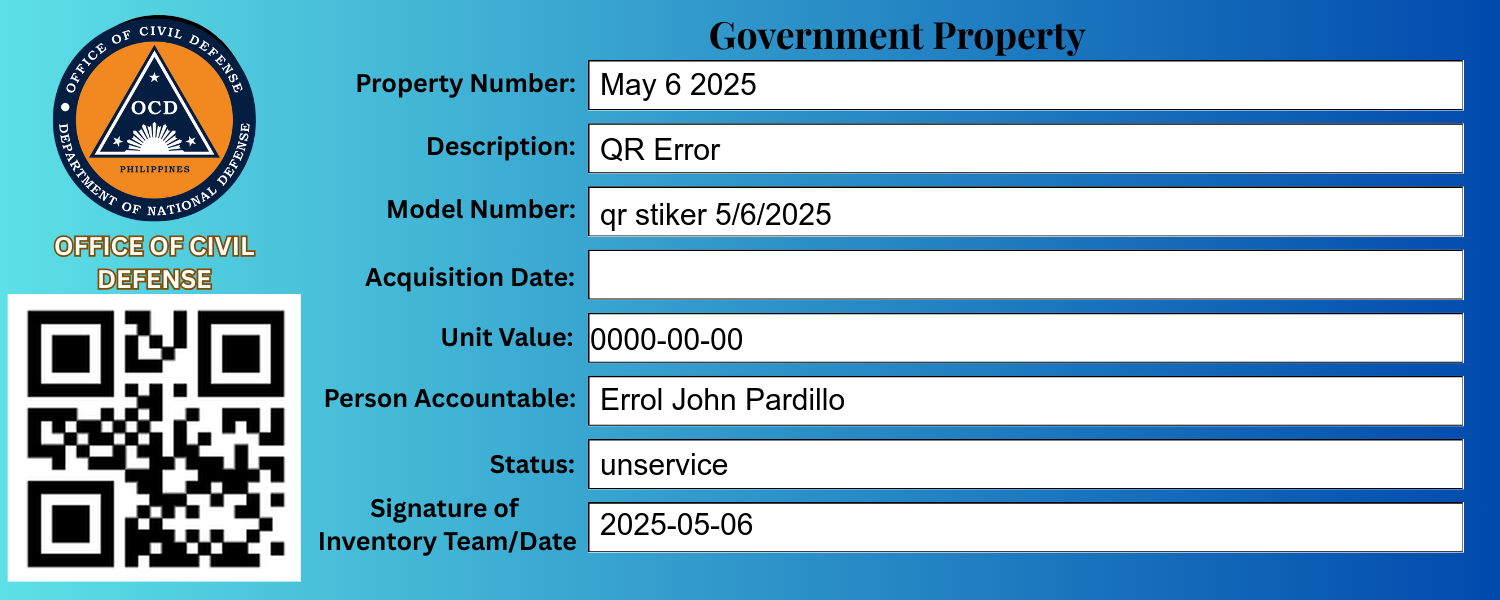 OFFICE OF CIVIL DEFENSE
DEPARTMENT OF NATIONAL DEFENSE
OCD
PHILIPPINES
OFFICE OF CIVIL
DEFENSE
Government Property
Property Number: May 6 2025
Description: QR Error
Model Number: qr stiker 5/6/2025
Acquisition Date:
Unit Value: 0000-00-00
Person Accountable: Errol John Pardillo
Status: unservice
Signature of
Inventory Team/Date 2025-05-06